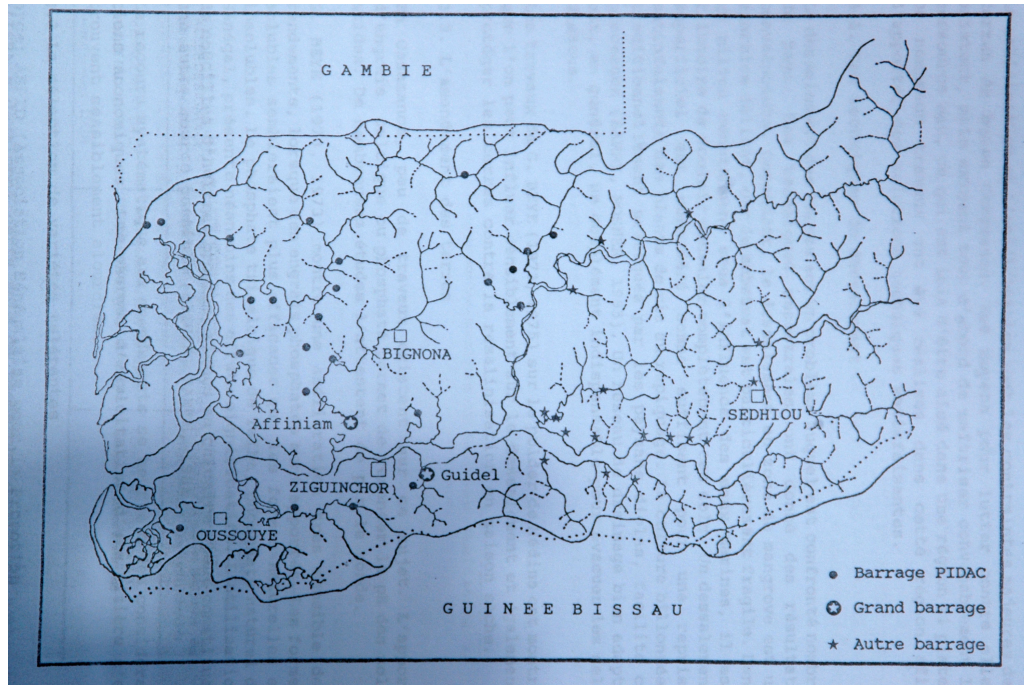 GAMBIE
BIGNONA
Affiniam
SEDHIOU
ZIGUINCHOR
Guidel
OUSSOUYE
Barrage PIDAC
GUINEE BISSAU
Grand barrage
Autre barrage